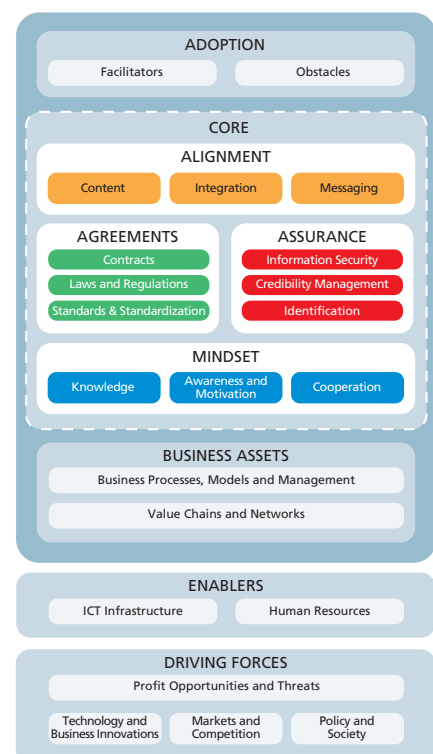 ADOPTION
Facilitators
Obstacles
CORE
ALIGNMENT
Content
Integration
Messaging
AGREEMENTS
Contracts
Laws and Regulations
Standards & Standardization
ASSURANCE
Information Security
Credibility Management
Identification
MINDSET
Knowledge
Awareness and
Motivation
Cooperation
BUSINESS ASSETS
Business Processes, Models and Management
Value Chains and Networks
ENABLERS
ICT Infrastructure
Human Resources
DRIVING FORCES
Profit Opportunities and Threats
Technology and
Business Innovations
Markets and
Competition
Policy and
Society